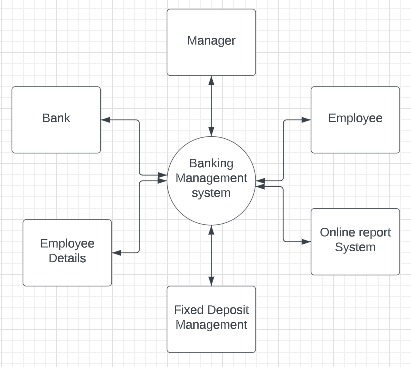 Manager
Bank
Employee
Banking
Management
system
Employee
Details
Online report
System
Fixed Deposit
Management